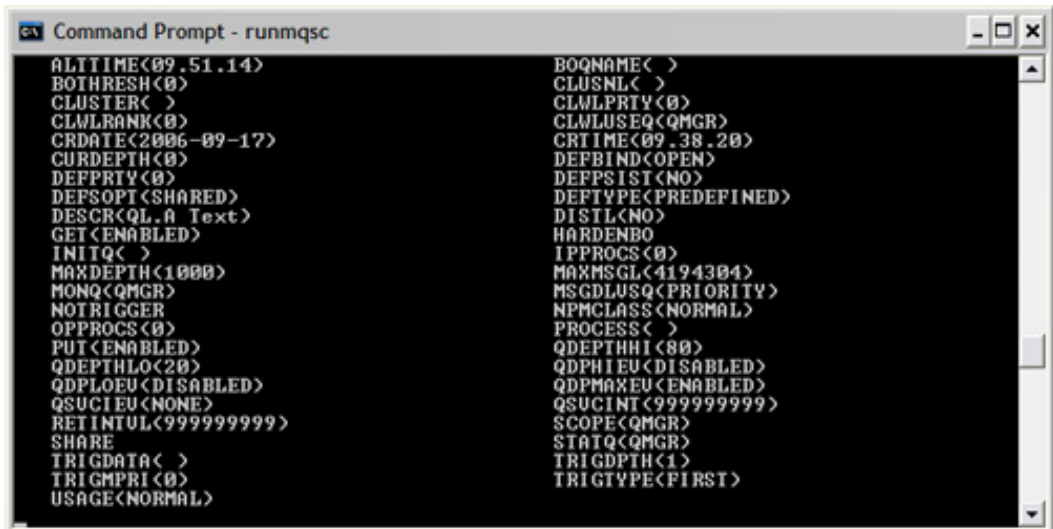 Command Prompt - runmqsc
ALTTIME(09.51.14) BOQNAME( )
BOTHRESH(0) CLUSNL( )
CLUSTER( ) CLWLPRTY(0)
CLWLRANK(0) CLWLUSEQ(QMGR)
CRDATE(2006-09-17) CRTIME(09.38.20)
CURDEPTH(0) DEFBIND(OPEN)
DEFPRTY(0) DEFPSIST(NO)
DEFSOPT(SHARED) DEFTYPE(PREDEFINED)
DESCR(QL.A Text) DISTL(NO)
GET(ENABLED) HARDENBO
INITQ( ) IPPROCS(0)
MAXDEPTH(1000) MAXMSGL(4194304)
MONQ(QMGR) MSGDLVSQ(PRIORITY)
NOTRIGGER NPMCLASS(NORMAL)
OPPROCS(0) PROCESS( )
PUT(ENABLED) QDEPTHHI(80)
QDEPTHLO(20) QDPHIEV(DISABLED)
QDPLOEV(DISABLED) QDPMAXEV(ENABLED)
QSVCIEV(NONE) QSVCINT(999999999)
RETINTVL(999999999) SCOPE(QMGR)
SHARE STATQ(QMGR)
TRIGDATA( ) TRIGDPTH(1)
TRIGMPRI(0) TRIGTYPE(FIRST)
USAGE(NORMAL)